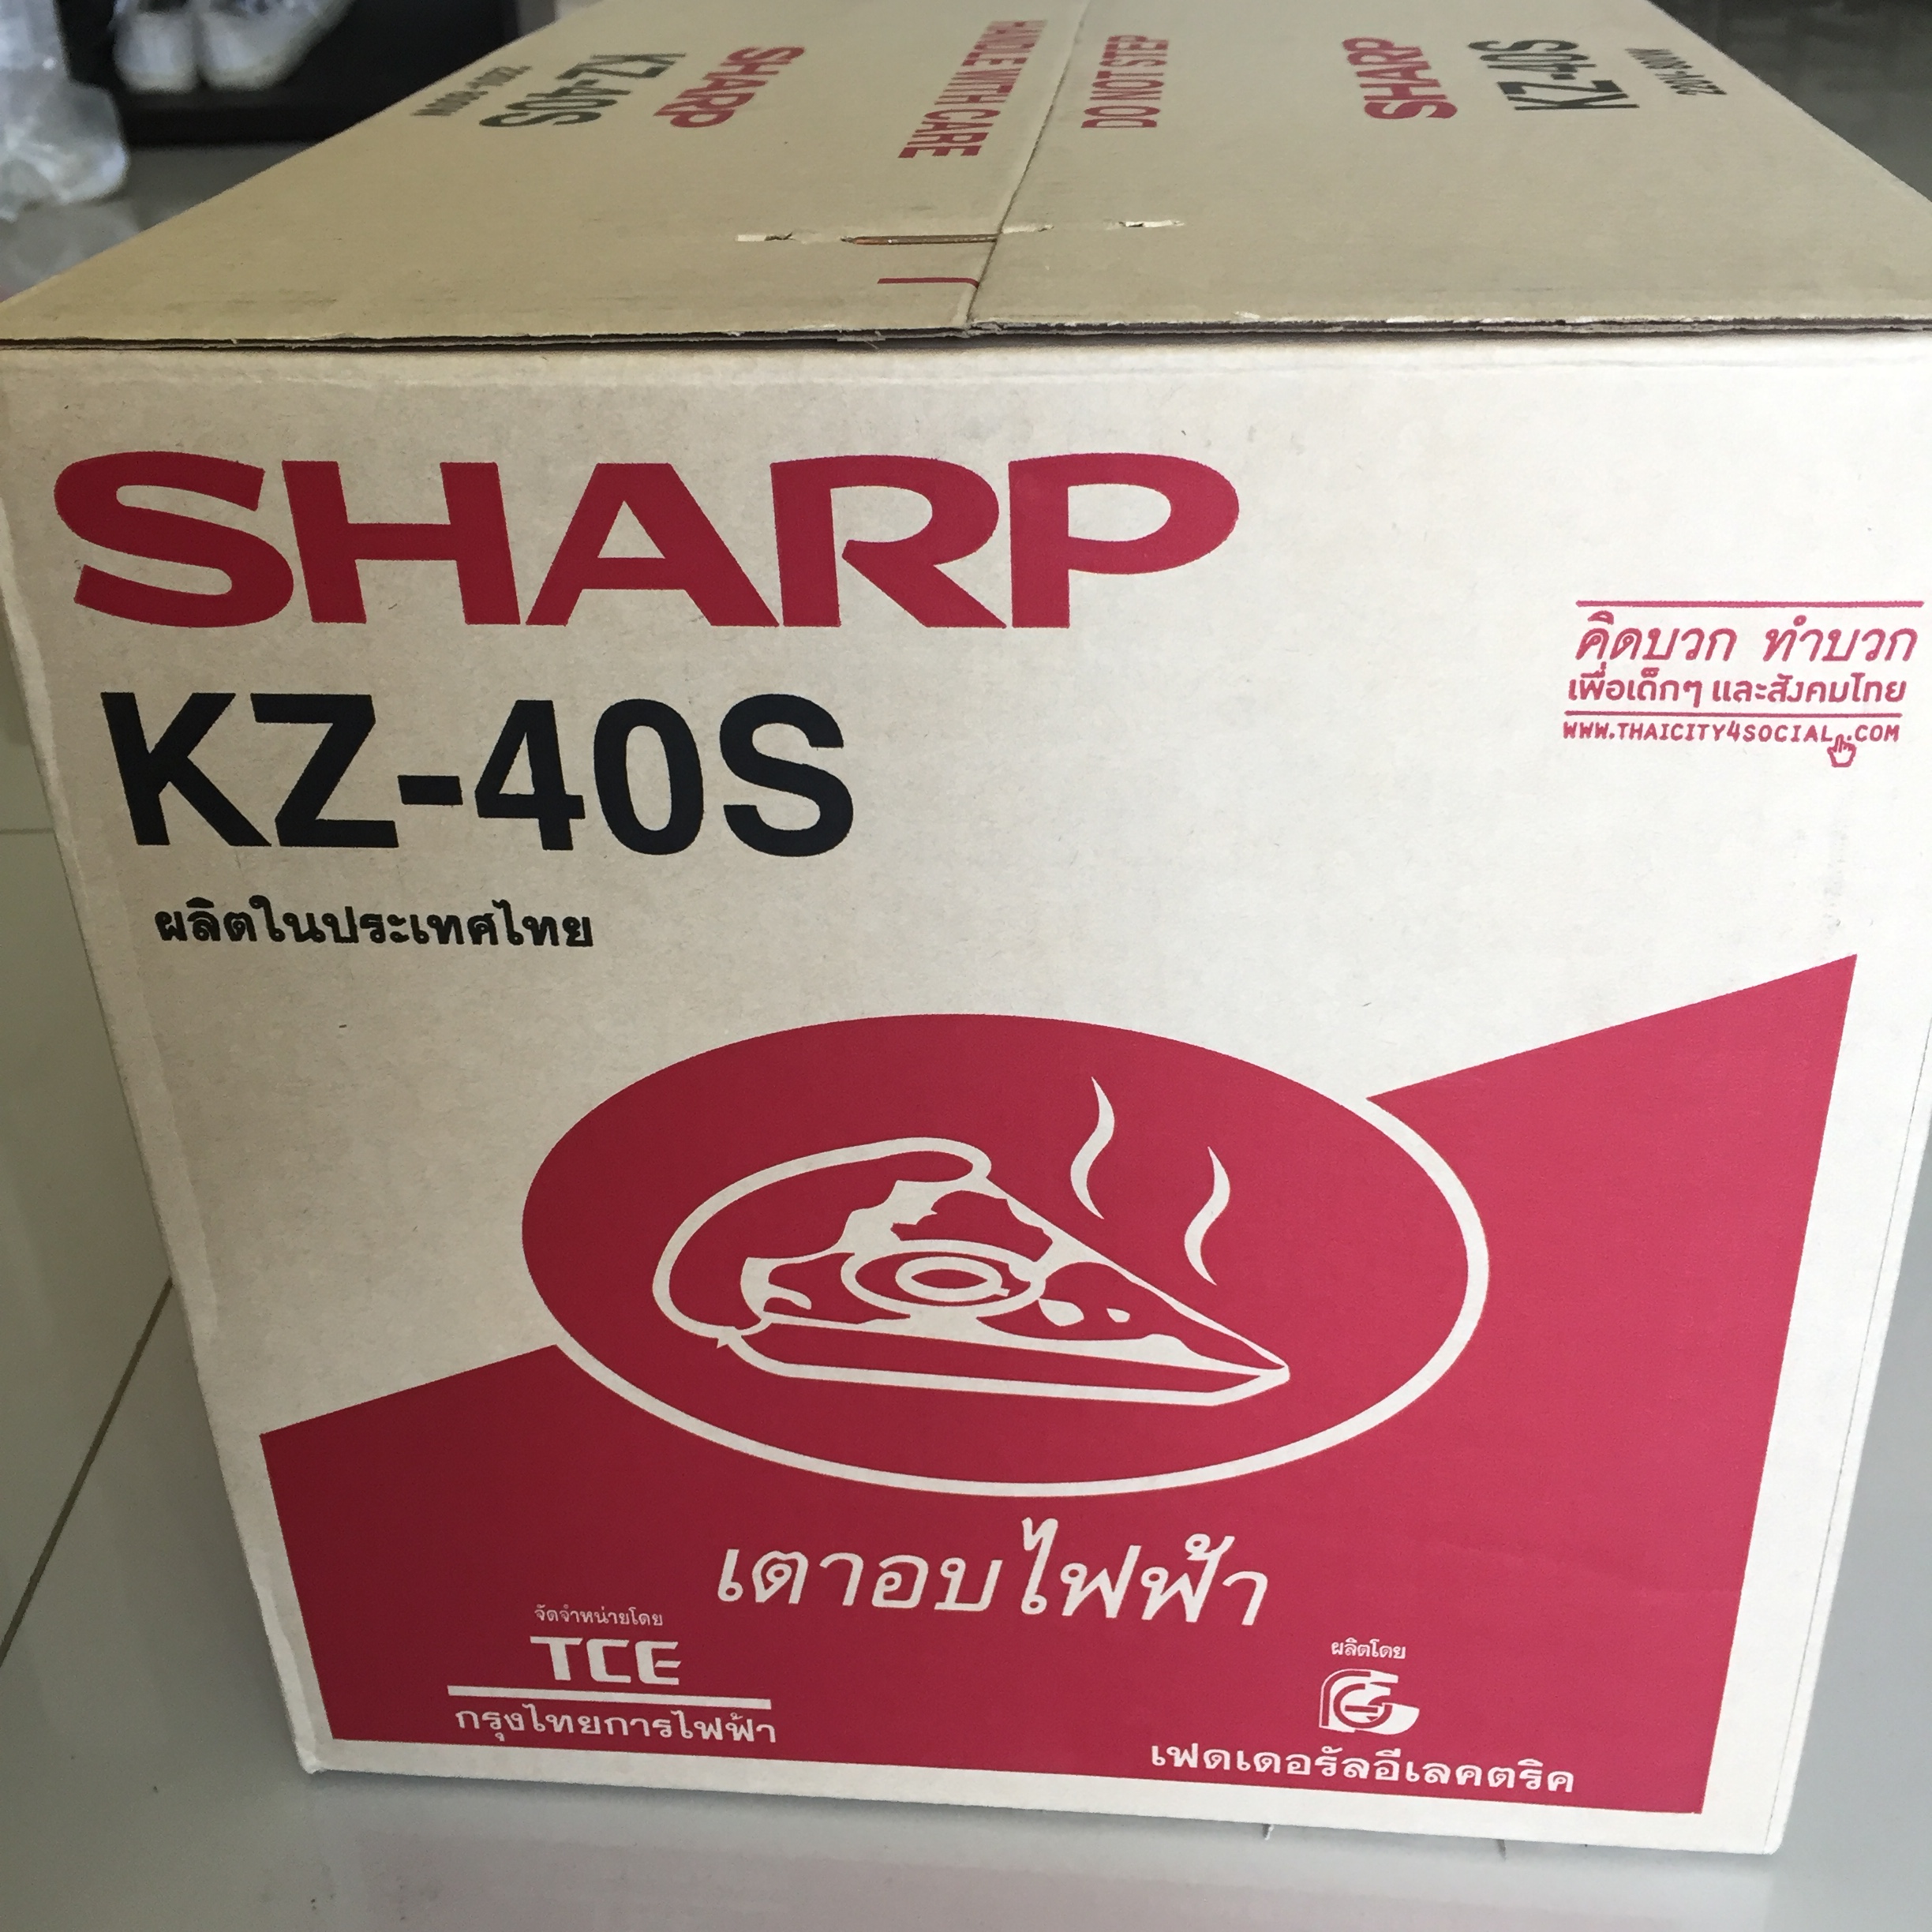 220V-800W
KZ-40S
SHARP
HANDLE WITH CARE
DO NOT STEP
SHARP
KZ-40S
220V-800W
SHARP
KZ-40S
ผลิตในประเทศไทย
คิดบวก ทำบวก
เพื่อเด็กๆ และสังคมไทย
WWW.THAICITY4SOCIAL.COM
เตาอบไฟฟ้า
จัดจำหน่ายโดย
TCE
กรุงไทยการไฟฟ้า
ผลิตโดย
เฟดเดอรัลอีเลคตริค